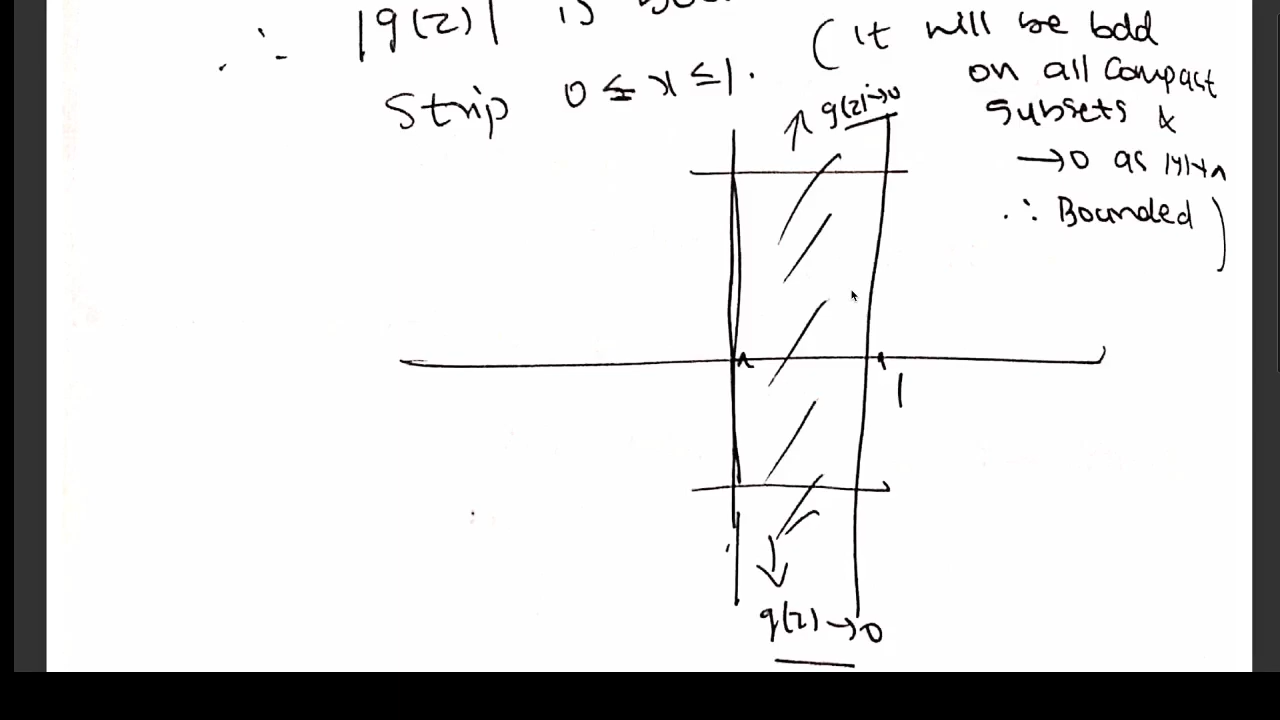 ∴ |g(z)| is
Strip 0 ≤ x ≤ 1.
(it will be bdd
on all compact
subsets &
→0 as |y|→∞
∴ Bounded)
g(z)→0
1
g(z)→0